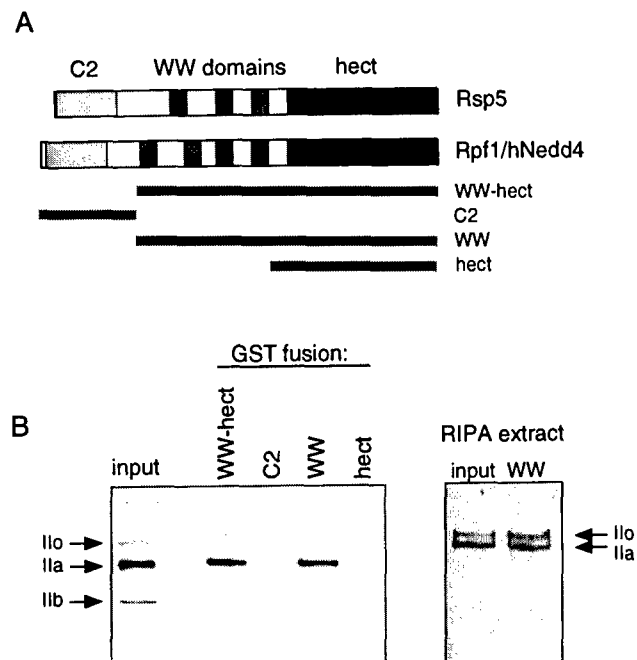 A
C2 WW domains hect
Rsp5
Rpf1/hNedd4
WW-hect
C2
WW
hect
GST fusion:
B
input WW-hect C2 WW hect
IIo
IIa
IIb
RIPA extract
input WW
IIo
IIa